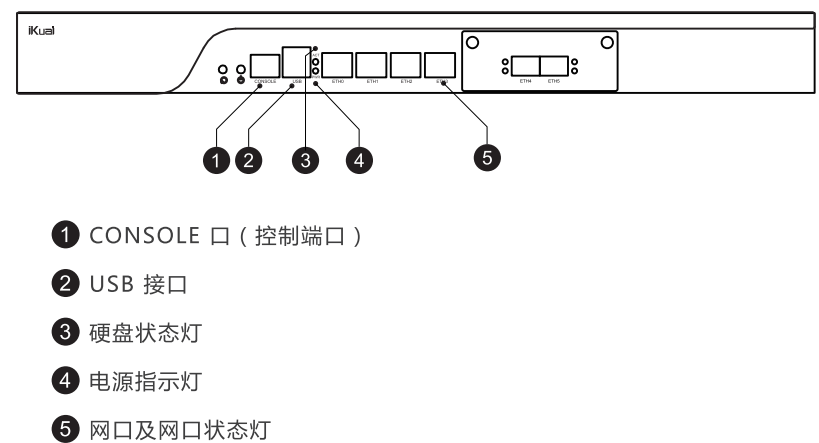 iKuai
CONSOLE USB ETH0 ETH1 ETH2 ETH4 ETH5
1 2 3 4 5
1 CONSOLE 口（控制端口）
2 USB 接口
3 硬盘状态灯
4 电源指示灯
5 网口及网口状态灯